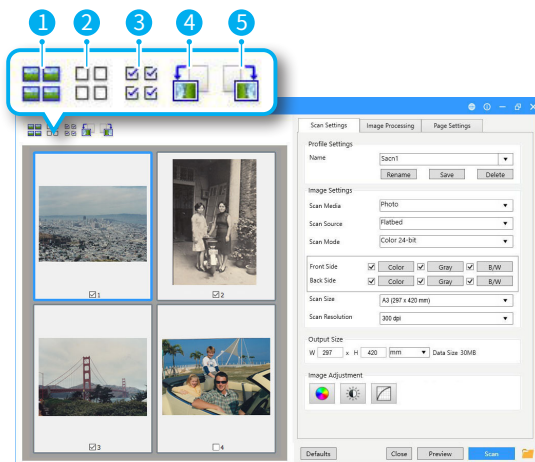 1 2 3 4 5
Scan Settings Image Processing Page Settings
Profile Settings
Name Sacn1
Rename Save Delete
Image Settings
Scan Media Photo
Scan Source Flatbed
Scan Mode Color 24-bit
Front Side Color Gray B/W
Back Side Color Gray B/W
Scan Size A3 (297 x 420 mm)
Scan Resolution 300 dpi
Output Size
W 297 x H 420 mm Data Size 30MB
Image Adjustment
1 2
3 4
Defaults Close Preview Scan